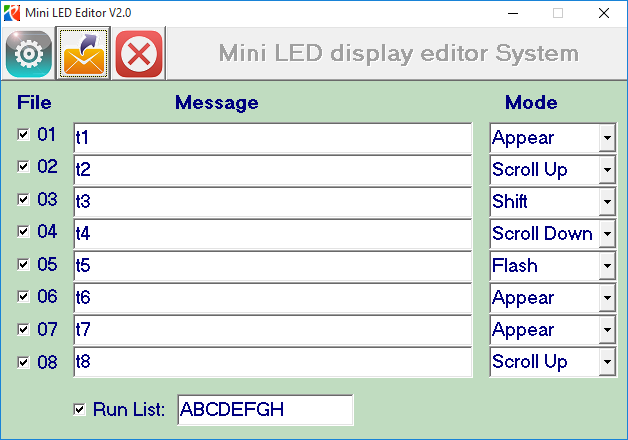 Mini LED Editor V2.0
Mini LED display editor System
File Message Mode
01 t1 Appear
02 t2 Scroll Up
03 t3 Shift
04 t4 Scroll Down
05 t5 Flash
06 t6 Appear
07 t7 Appear
08 t8 Scroll Up
Run List: ABCDEFGH